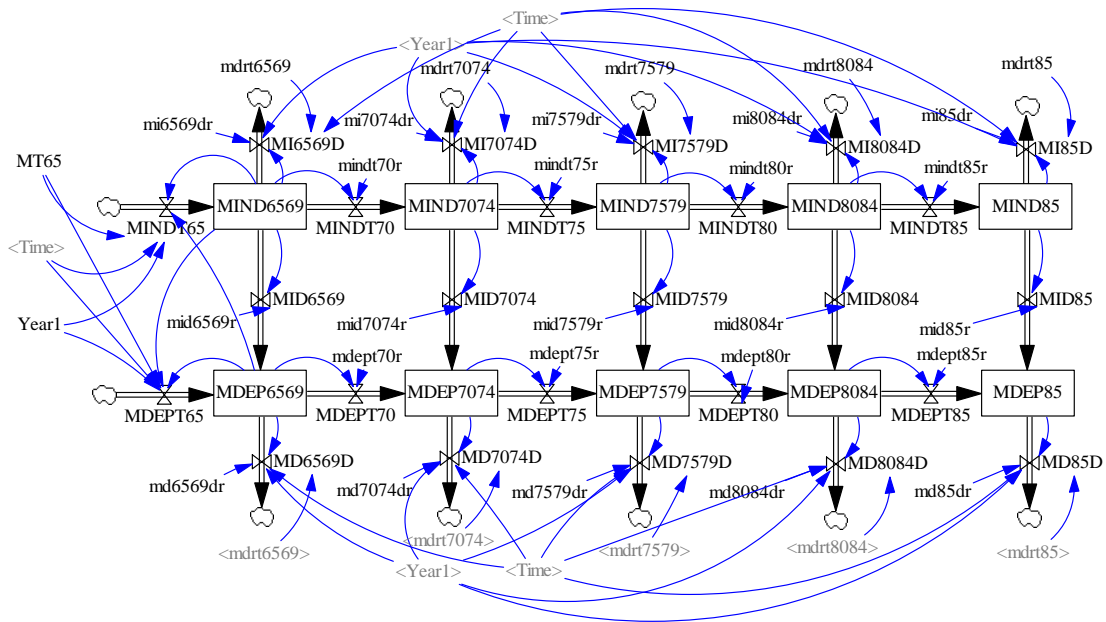 <Time>
<Year1>
mdrt6569
mdrt7074
mdrt7579
mdrt8084
mdrt85
mi6569dr
mi7074dr
mi7579dr
mi8084dr
mi85dr
MI6569D
MI7074D
MI7579D
MI8084D
MI85D
MT65
mindt70r
mindt75r
mindt80r
mindt85r
MIND6569
MIND7074
MIND7579
MIND8084
MIND85
MINDT65
MINDT70
MINDT75
MINDT80
MINDT85
<Time>
MID6569
MID7074
MID7579
MID8084
MID85
Year1
mid6569r
mid7074r
mid7579r
mid8084r
mid85r
mdept70r
mdept75r
mdept80r
mdept85r
MDEP6569
MDEP7074
MDEP7579
MDEP8084
MDEP85
MDEPT65
MDEPT70
MDEPT75
MDEPT80
MDEPT85
MD6569D
MD7074D
MD7579D
MD8084D
MD85D
md6569dr
md7074dr
md7579dr
md8084dr
md85dr
<mdrt6569>
<mdrt7074>
<mdrt7579>
<mdrt8084>
<mdrt85>
<Year1>
<Time>